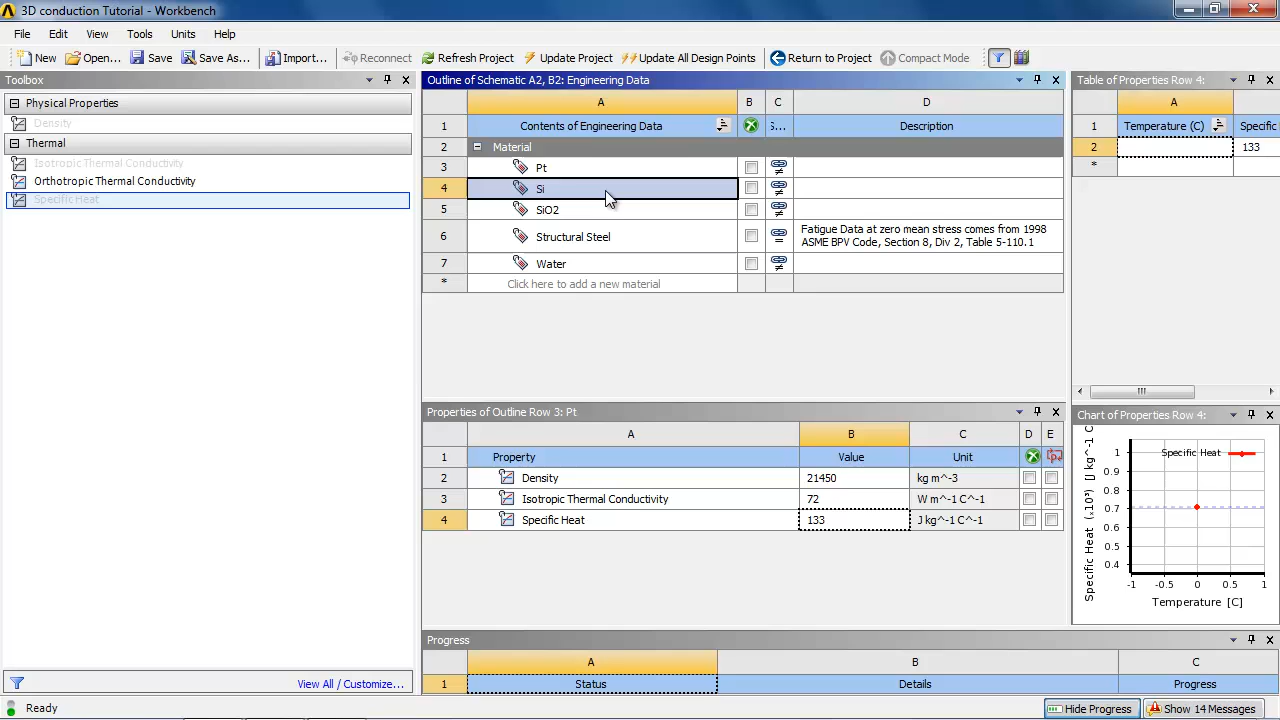 3D conduction Tutorial - Workbench
File Edit View Tools Units Help
New Open... Save Save As... Import... Reconnect Refresh Project Update Project Update All Design Points Return to Project Compact Mode
Toolbox
Physical Properties
Density
Thermal
Isotropic Thermal Conductivity
Orthotropic Thermal Conductivity
Specific Heat
View All / Customize...
Outline of Schematic A2, B2: Engineering Data
A B C D
1 Contents of Engineering Data S... Description
2 Material
3 Pt
4 Si
5 SiO2
6 Structural Steel Fatigue Data at zero mean stress comes from 1998
ASME BPV Code, Section 8, Div 2, Table 5-110.1
7 Water
* Click here to add a new material
Table of Properties Row 4:
A
1 Temperature (C) Specific
2 133
*
Properties of Outline Row 3: Pt
A B C D E
1 Property Value Unit
2 Density 21450 kg m^-3
3 Isotropic Thermal Conductivity 72 W m^-1 C^-1
4 Specific Heat 133 J kg^-1 C^-1
Chart of Properties Row 4:
Specific Heat
Specific Heat (×10³) [J kg^-1 C
1
0.9
0.8
0.7
0.6
0.5
0.4
-1 -0.5 0 0.5 1
Temperature [C]
Progress
A B C
1 Status Details Progress
Ready
Hide Progress Show 14 Messages